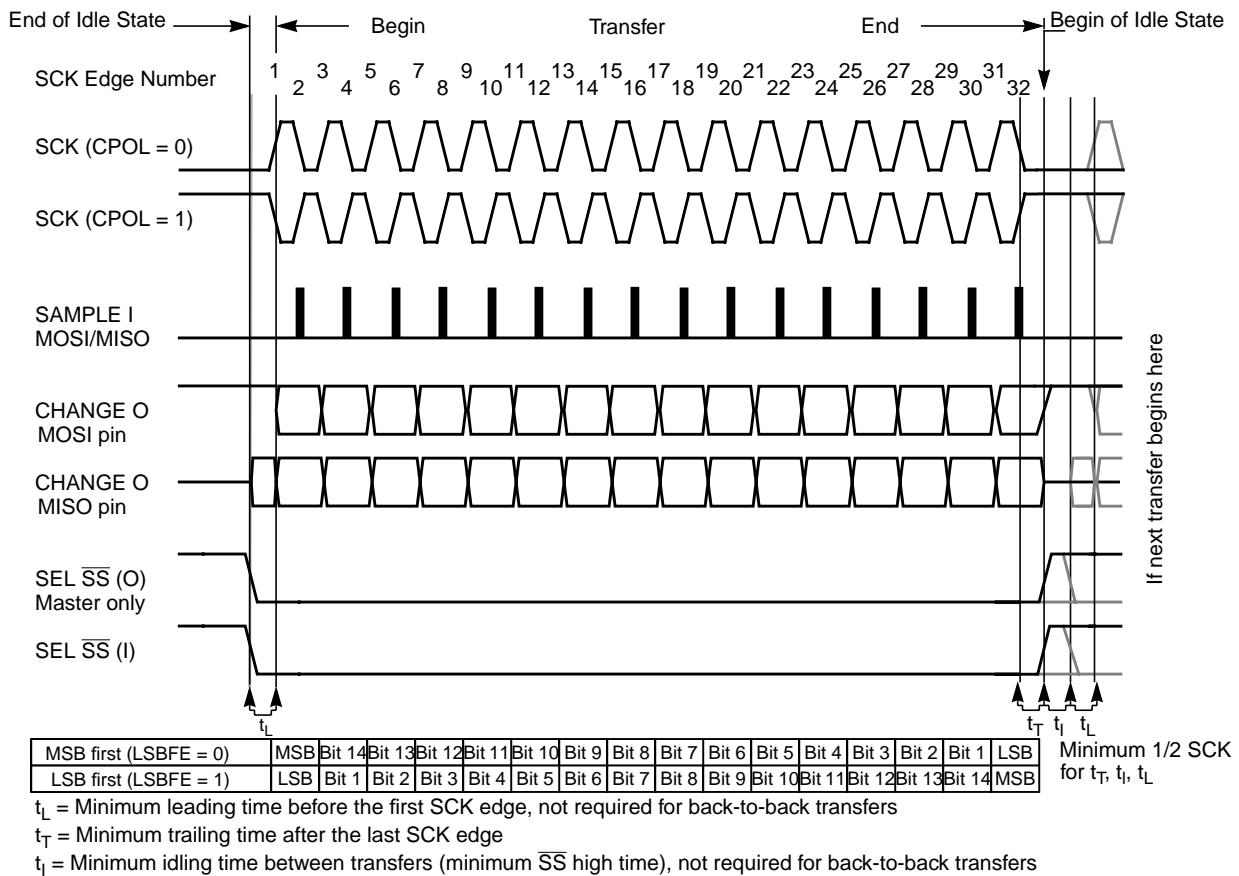 End of Idle State
Begin
Transfer
End
Begin of Idle State
SCK Edge Number
1 2 3 4 5 6 7 8 9 10 11 12 13 14 15 16 17 18 19 20 21 22 23 24 25 26 27 28 29 30 31 32
SCK (CPOL = 0)
SCK (CPOL = 1)
SAMPLE I
MOSI/MISO
CHANGE O
MOSI pin
CHANGE O
MISO pin
SEL S̅S̅ (O)
Master only
SEL S̅S̅ (I)
If next transfer begins here
tL
tT tI tL
MSB first (LSBFE = 0) MSB Bit 14 Bit 13 Bit 12 Bit 11 Bit 10 Bit 9 Bit 8 Bit 7 Bit 6 Bit 5 Bit 4 Bit 3 Bit 2 Bit 1 LSB
LSB first (LSBFE = 1) LSB Bit 1 Bit 2 Bit 3 Bit 4 Bit 5 Bit 6 Bit 7 Bit 8 Bit 9 Bit 10 Bit 11 Bit 12 Bit 13 Bit 14 MSB
Minimum 1/2 SCK
for tT, tI, tL
tL = Minimum leading time before the first SCK edge, not required for back-to-back transfers
tT = Minimum trailing time after the last SCK edge
tI = Minimum idling time between transfers (minimum S̅S̅ high time), not required for back-to-back transfers